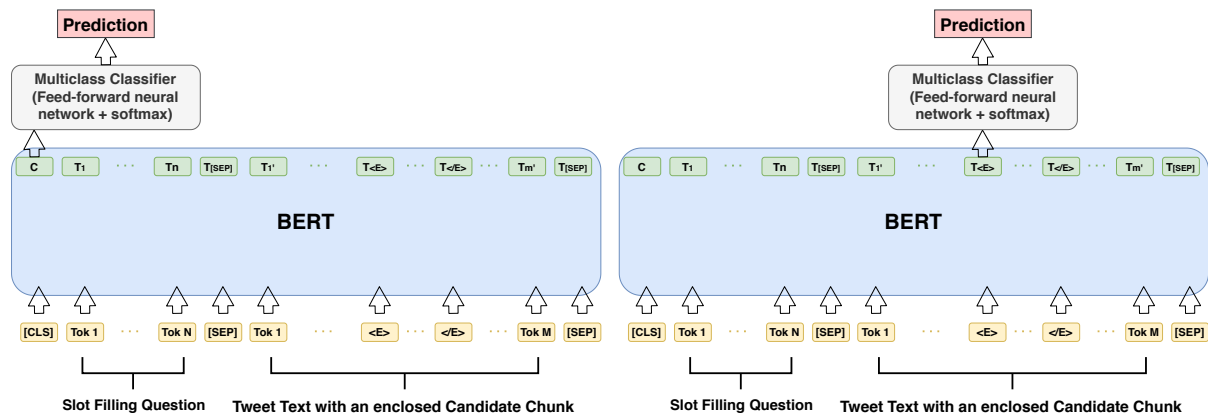 Prediction
Multiclass Classifier
(Feed-forward neural
network + softmax)
C T1 ··· Tn T[SEP] T1' ··· T<E> ··· T</E> ··· Tm' T[SEP]
BERT
[CLS] Tok 1 ··· Tok N [SEP] Tok 1 ··· <E> ··· </E> ··· Tok M [SEP]
Slot Filling Question Tweet Text with an enclosed Candidate Chunk
Prediction
Multiclass Classifier
(Feed-forward neural
network + softmax)
C T1 ··· Tn T[SEP] T1' ··· T<E> ··· T</E> ··· Tm' T[SEP]
BERT
[CLS] Tok 1 ··· Tok N [SEP] Tok 1 ··· <E> ··· </E> ··· Tok M [SEP]
Slot Filling Question Tweet Text with an enclosed Candidate Chunk